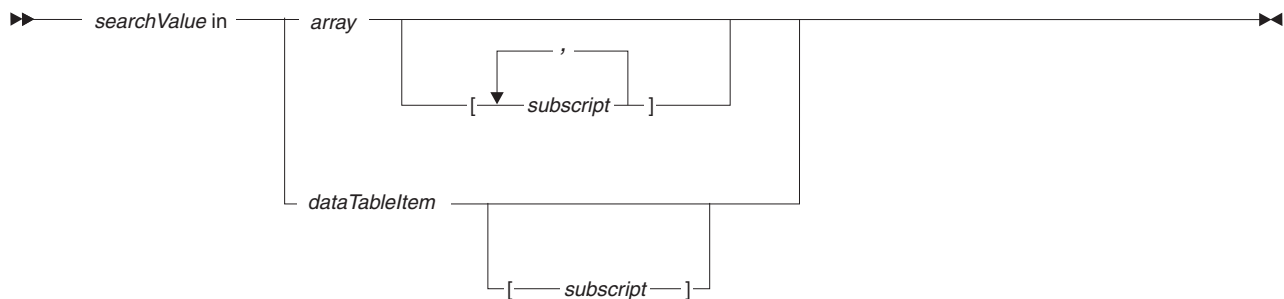 searchValue in array
,
[ subscript ]
dataTableItem
[ subscript ]